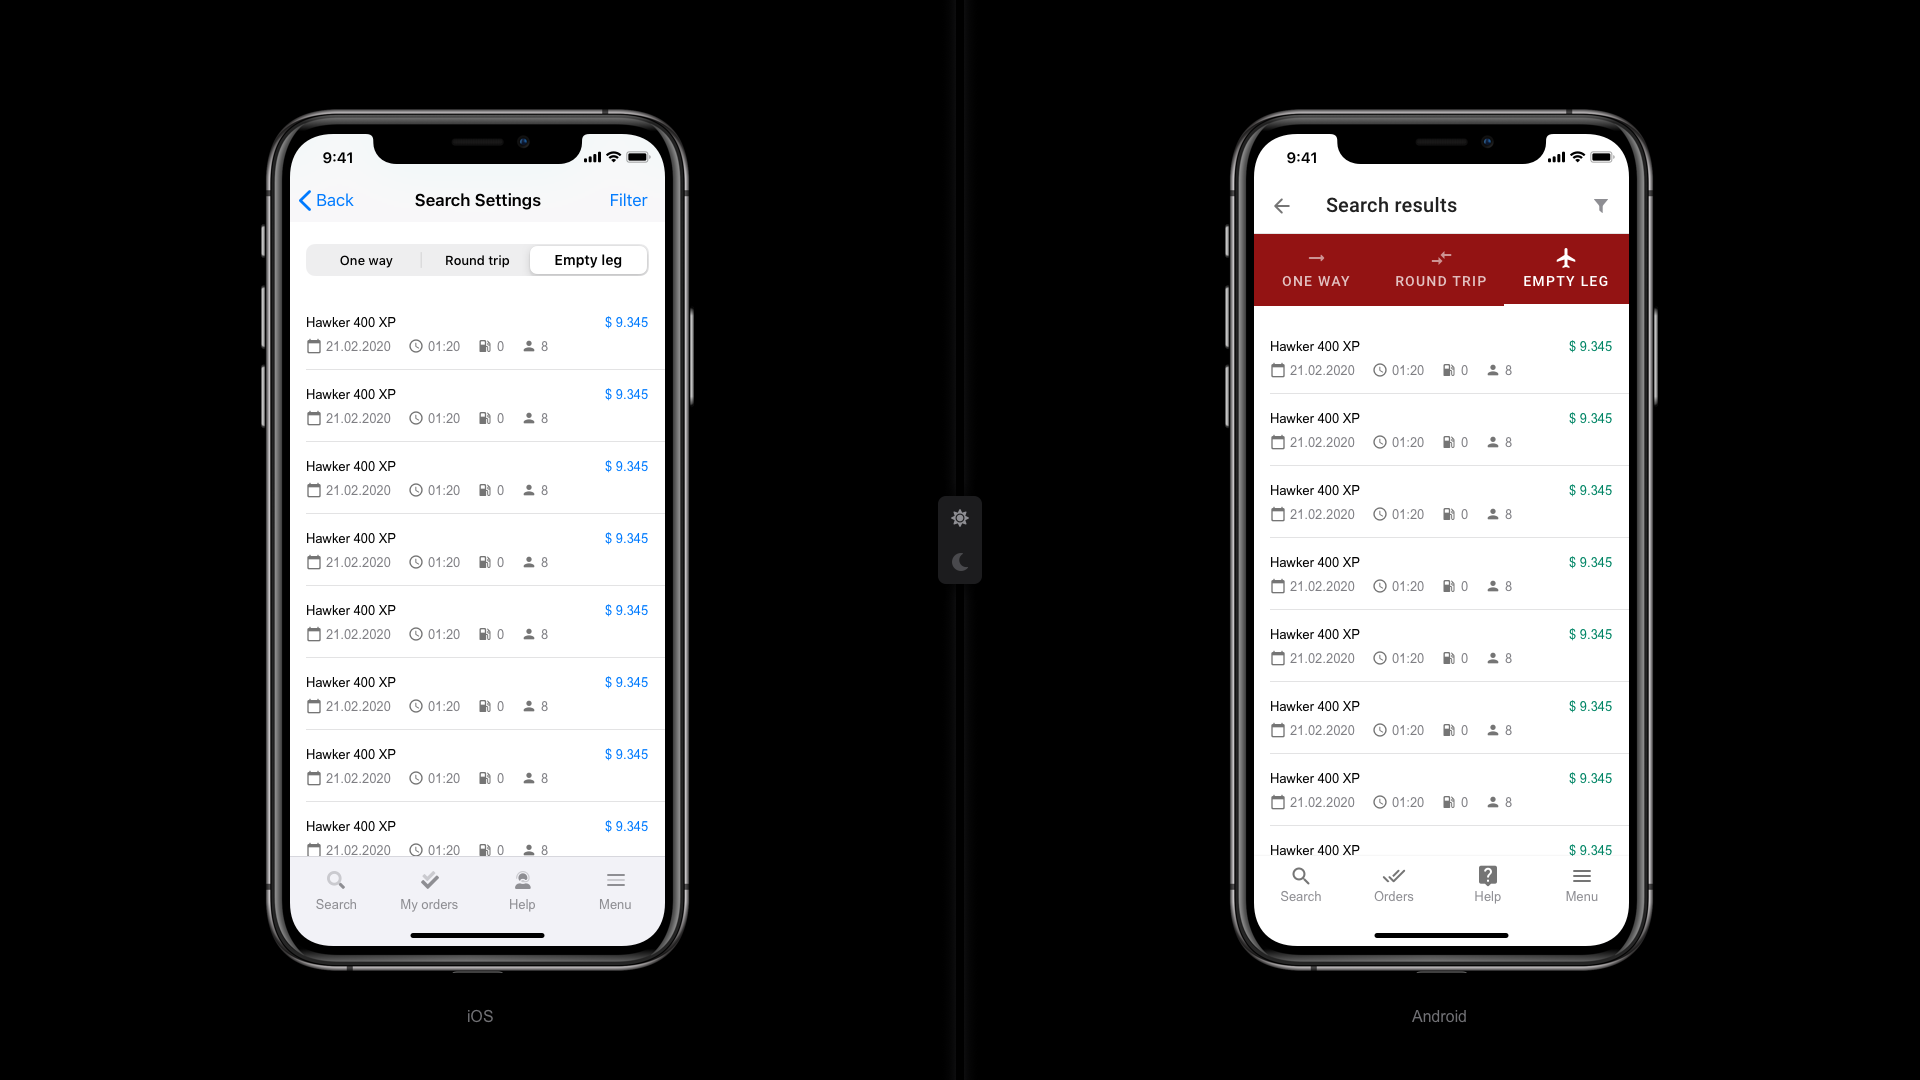 9:41
Back Search Settings Filter
One way Round trip Empty leg
Hawker 400 XP $ 9.345
21.02.2020 01:20 0 8
Hawker 400 XP $ 9.345
21.02.2020 01:20 0 8
Hawker 400 XP $ 9.345
21.02.2020 01:20 0 8
Hawker 400 XP $ 9.345
21.02.2020 01:20 0 8
Hawker 400 XP $ 9.345
21.02.2020 01:20 0 8
Hawker 400 XP $ 9.345
21.02.2020 01:20 0 8
Hawker 400 XP $ 9.345
21.02.2020 01:20 0 8
Hawker 400 XP $ 9.345
21.02.2020 01:20 0 8
Search My orders Help Menu
iOS
9:41
Search results
ONE WAY ROUND TRIP EMPTY LEG
Hawker 400 XP $ 9.345
21.02.2020 01:20 0 8
Hawker 400 XP $ 9.345
21.02.2020 01:20 0 8
Hawker 400 XP $ 9.345
21.02.2020 01:20 0 8
Hawker 400 XP $ 9.345
21.02.2020 01:20 0 8
Hawker 400 XP $ 9.345
21.02.2020 01:20 0 8
Hawker 400 XP $ 9.345
21.02.2020 01:20 0 8
Hawker 400 XP $ 9.345
21.02.2020 01:20 0 8
Hawker 400 XP $ 9.345
Search Orders Help Menu
Android